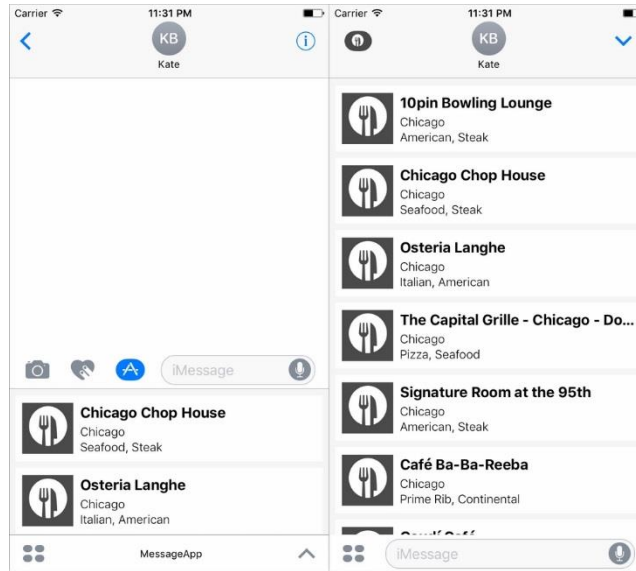 Carrier 11:31 PM
KB
Kate
iMessage
Chicago Chop House
Chicago
Seafood, Steak
Osteria Langhe
Chicago
Italian, American
MessageApp
Carrier 11:31 PM
KB
Kate
10pin Bowling Lounge
Chicago
American, Steak
Chicago Chop House
Chicago
Seafood, Steak
Osteria Langhe
Chicago
Italian, American
The Capital Grille - Chicago - Do...
Chicago
Pizza, Seafood
Signature Room at the 95th
Chicago
American, Steak
Café Ba-Ba-Reeba
Chicago
Prime Rib, Continental
iMessage